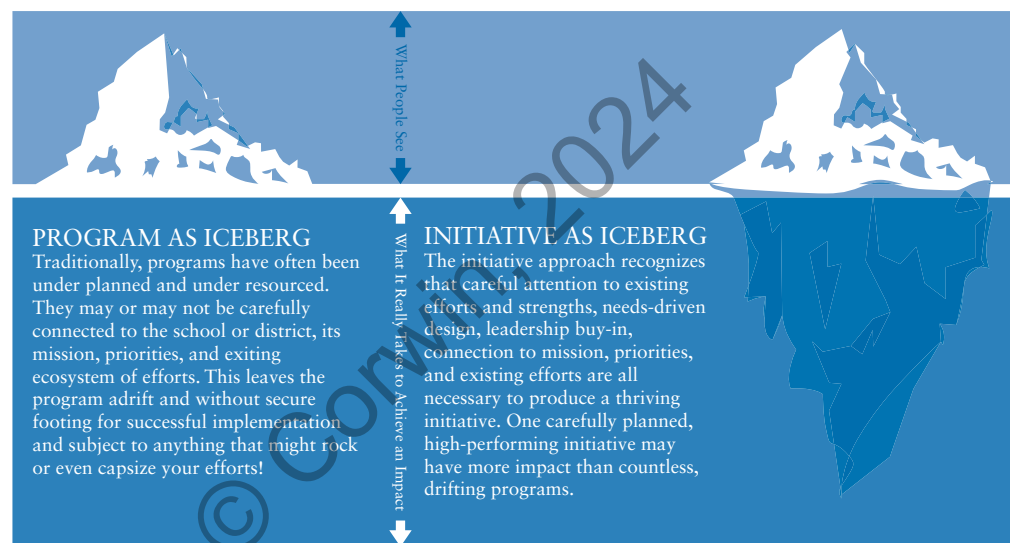 What People See
PROGRAM AS ICEBERG
Traditionally, programs have often been
under planned and under resourced.
They may or may not be carefully
connected to the school or district, its
mission, priorities, and exiting
ecosystem of efforts. This leaves the
program adrift and without secure
footing for successful implementation
and subject to anything that might rock
or even capsize your efforts!
What It Really Takes to Achieve an Impact
INITIATIVE AS ICEBERG
The initiative approach recognizes
that careful attention to existing
efforts and strengths, needs-driven
design, leadership buy-in,
connection to mission, priorities,
and existing efforts are all
necessary to produce a thriving
initiative. One carefully planned,
high-performing initiative may
have more impact than countless,
drifting programs.
© Corwin, 2024